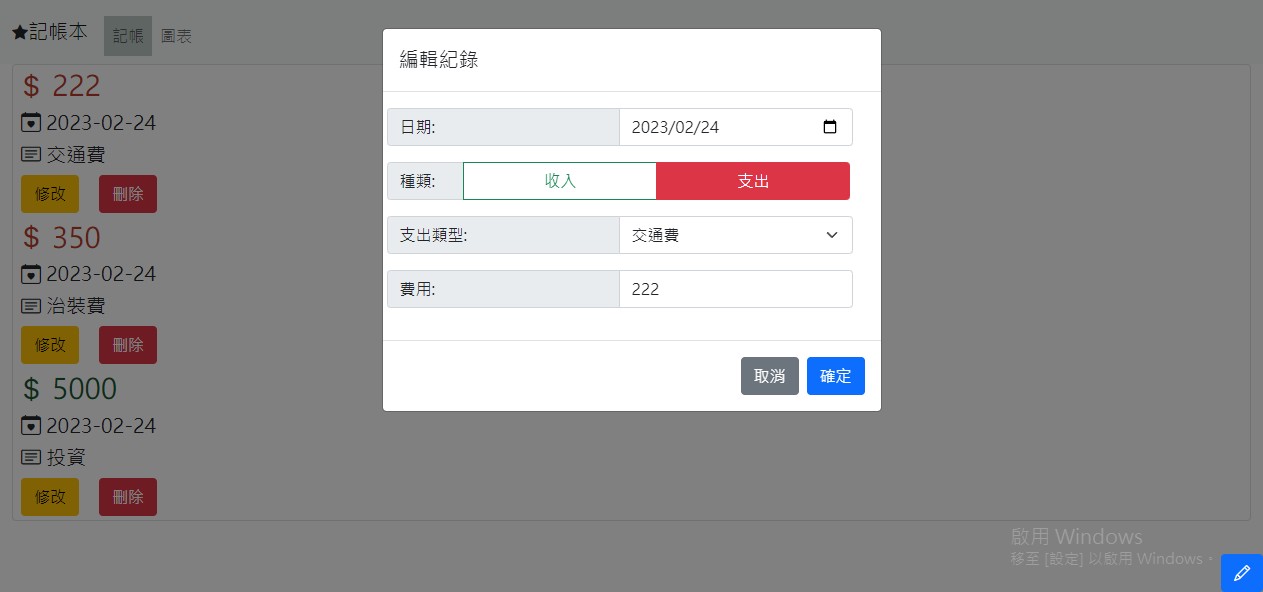 ★記帳本 記帳 圖表
$ 222
2023-02-24
交通費
修改 刪除
$ 350
2023-02-24
治裝費
修改 刪除
$ 5000
2023-02-24
投資
修改 刪除
編輯紀錄
日期: 2023/02/24
種類: 收入 支出
支出類型: 交通費
費用: 222
取消 確定
啟用 Windows
移至 [設定] 以啟用 Windows。